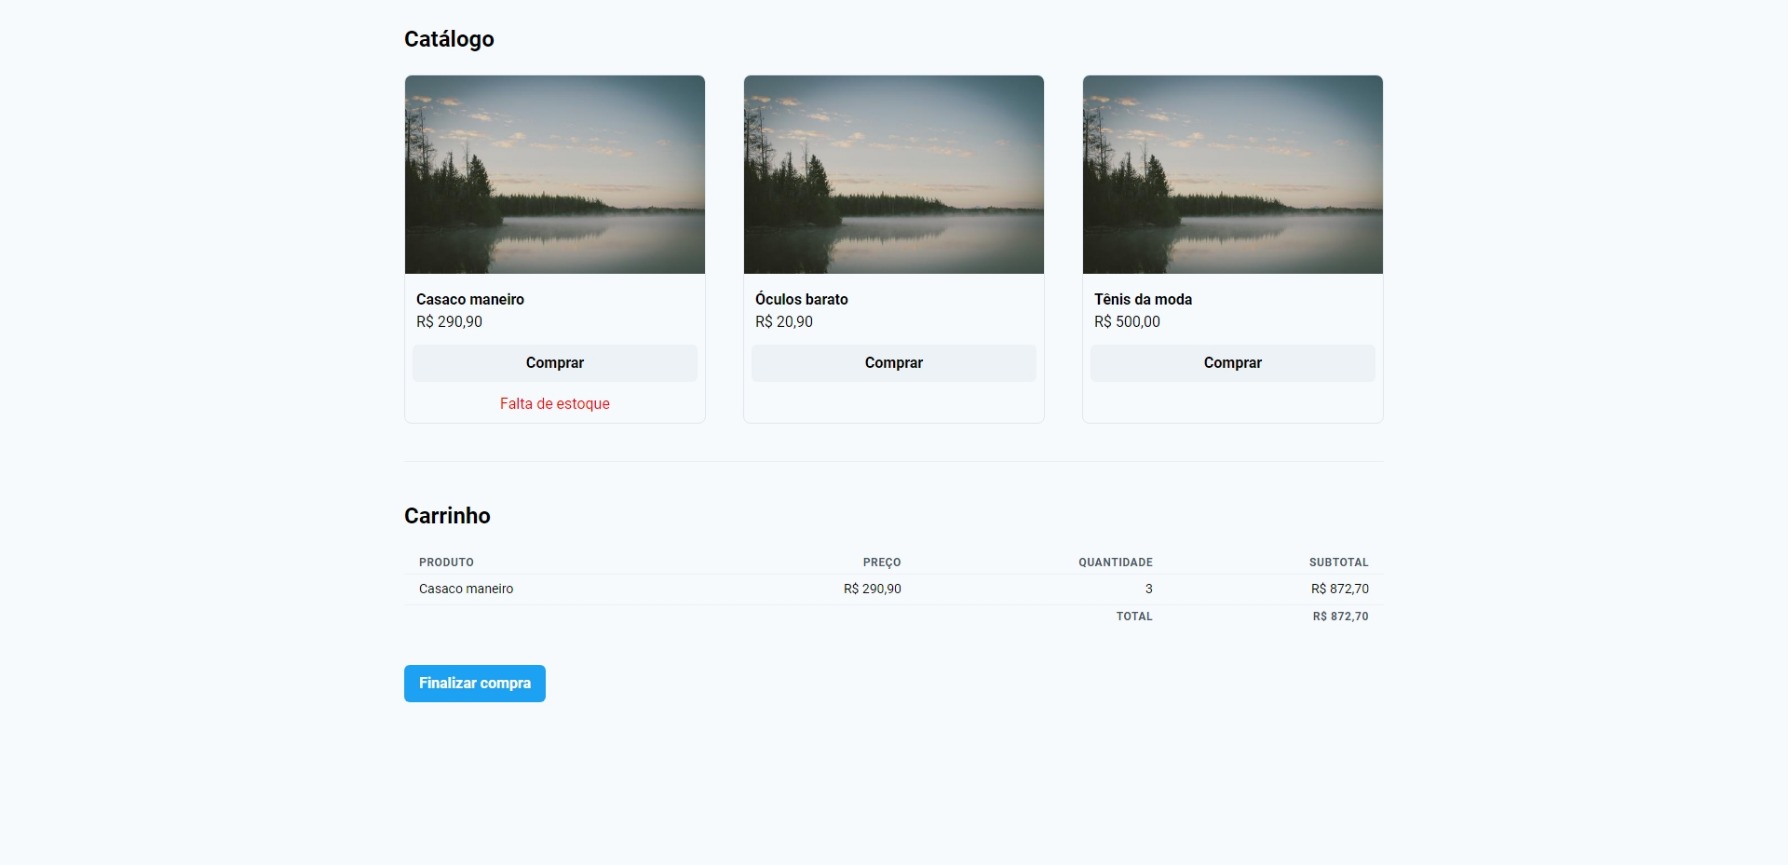 Catálogo
Casaco maneiro
R$ 290,90
Comprar
Falta de estoque
Óculos barato
R$ 20,90
Comprar
Tênis da moda
R$ 500,00
Comprar
Carrinho
PRODUTO PREÇO QUANTIDADE SUBTOTAL
Casaco maneiro R$ 290,90 3 R$ 872,70
TOTAL R$ 872,70
Finalizar compra